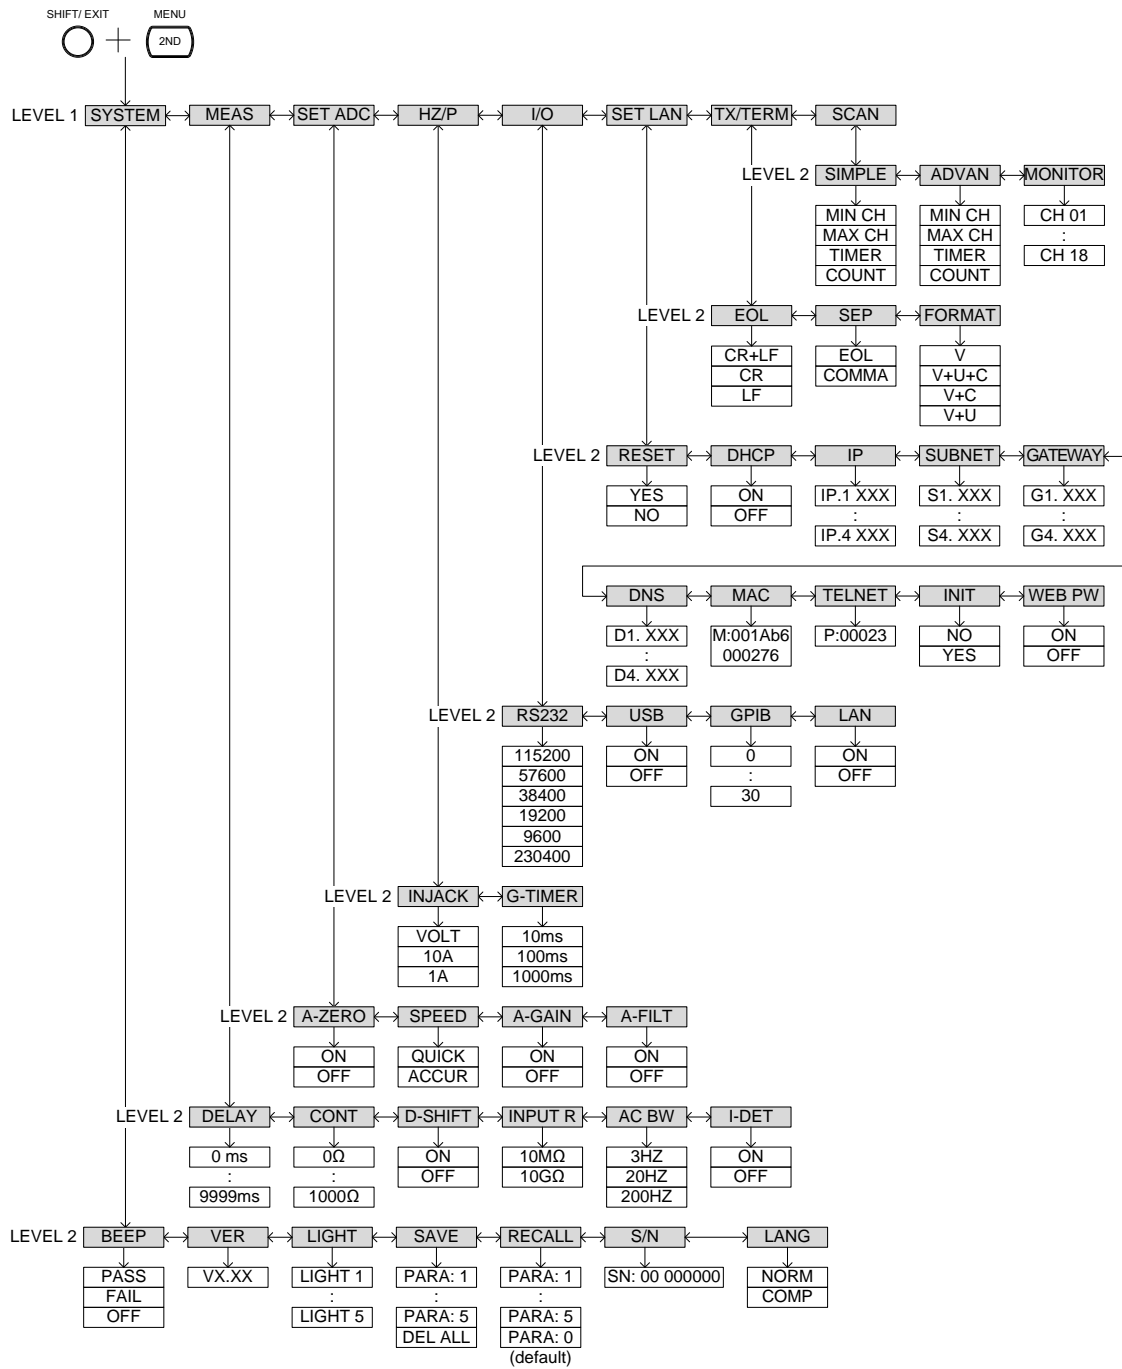 SHIFT/ EXIT MENU
2ND
LEVEL 1 SYSTEM MEAS SET ADC HZ/P I/O SET LAN TX/TERM SCAN
LEVEL 2 SIMPLE ADVAN MONITOR
MIN CH MIN CH CH 01
MAX CH MAX CH :
TIMER TIMER CH 18
COUNT COUNT
LEVEL 2 EOL SEP FORMAT
CR+LF EOL V
CR COMMA V+U+C
LF V+C
V+U
LEVEL 2 RESET DHCP IP SUBNET GATEWAY
YES ON IP.1 XXX S1. XXX G1. XXX
NO OFF : : :
IP.4 XXX S4. XXX G4. XXX
DNS MAC TELNET INIT WEB PW
D1. XXX M:001Ab6 P:00023 NO ON
: 000276 YES OFF
D4. XXX
LEVEL 2 RS232 USB GPIB LAN
115200 ON 0 ON
57600 OFF : OFF
38400 30
19200
9600
230400
LEVEL 2 INJACK G-TIMER
VOLT 10ms
10A 100ms
1A 1000ms
LEVEL 2 A-ZERO SPEED A-GAIN A-FILT
ON QUICK ON ON
OFF ACCUR OFF OFF
LEVEL 2 DELAY CONT D-SHIFT INPUT R AC BW I-DET
0 ms 0Ω ON 10MΩ 3HZ ON
: : OFF 10GΩ 20HZ OFF
9999ms 1000Ω 200HZ
LEVEL 2 BEEP VER LIGHT SAVE RECALL S/N LANG
PASS VX.XX LIGHT 1 PARA: 1 PARA: 1 SN: 00 000000 NORM
FAIL : : : COMP
OFF LIGHT 5 PARA: 5 PARA: 5
DEL ALL PARA: 0
(default)